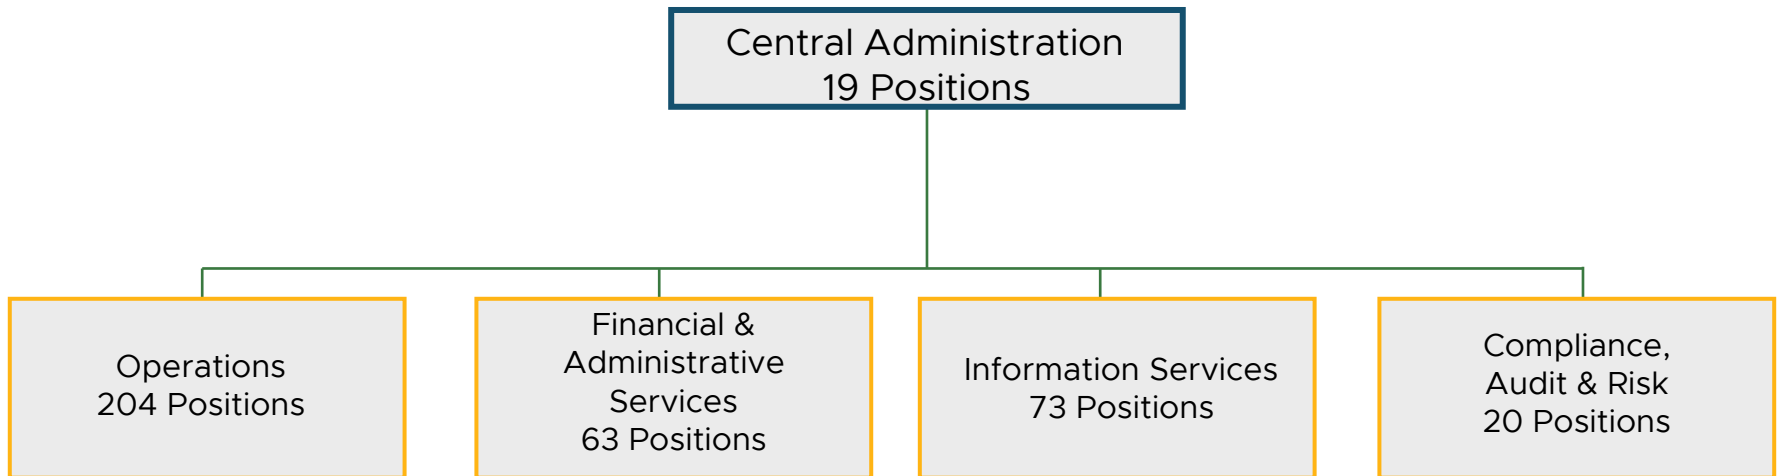 Central Administration
19 Positions
Operations
204 Positions
Financial &
Administrative
Services
63 Positions
Information Services
73 Positions
Compliance,
Audit & Risk
20 Positions